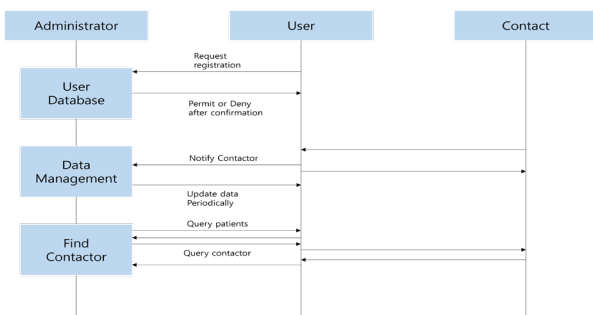 Administrator
User
Contact
Request
registration
User
Database
Permit or Deny
after confirmation
Notify Contactor
Data
Management
Update data
Periodically
Query patients
Find
Contactor
Query contactor